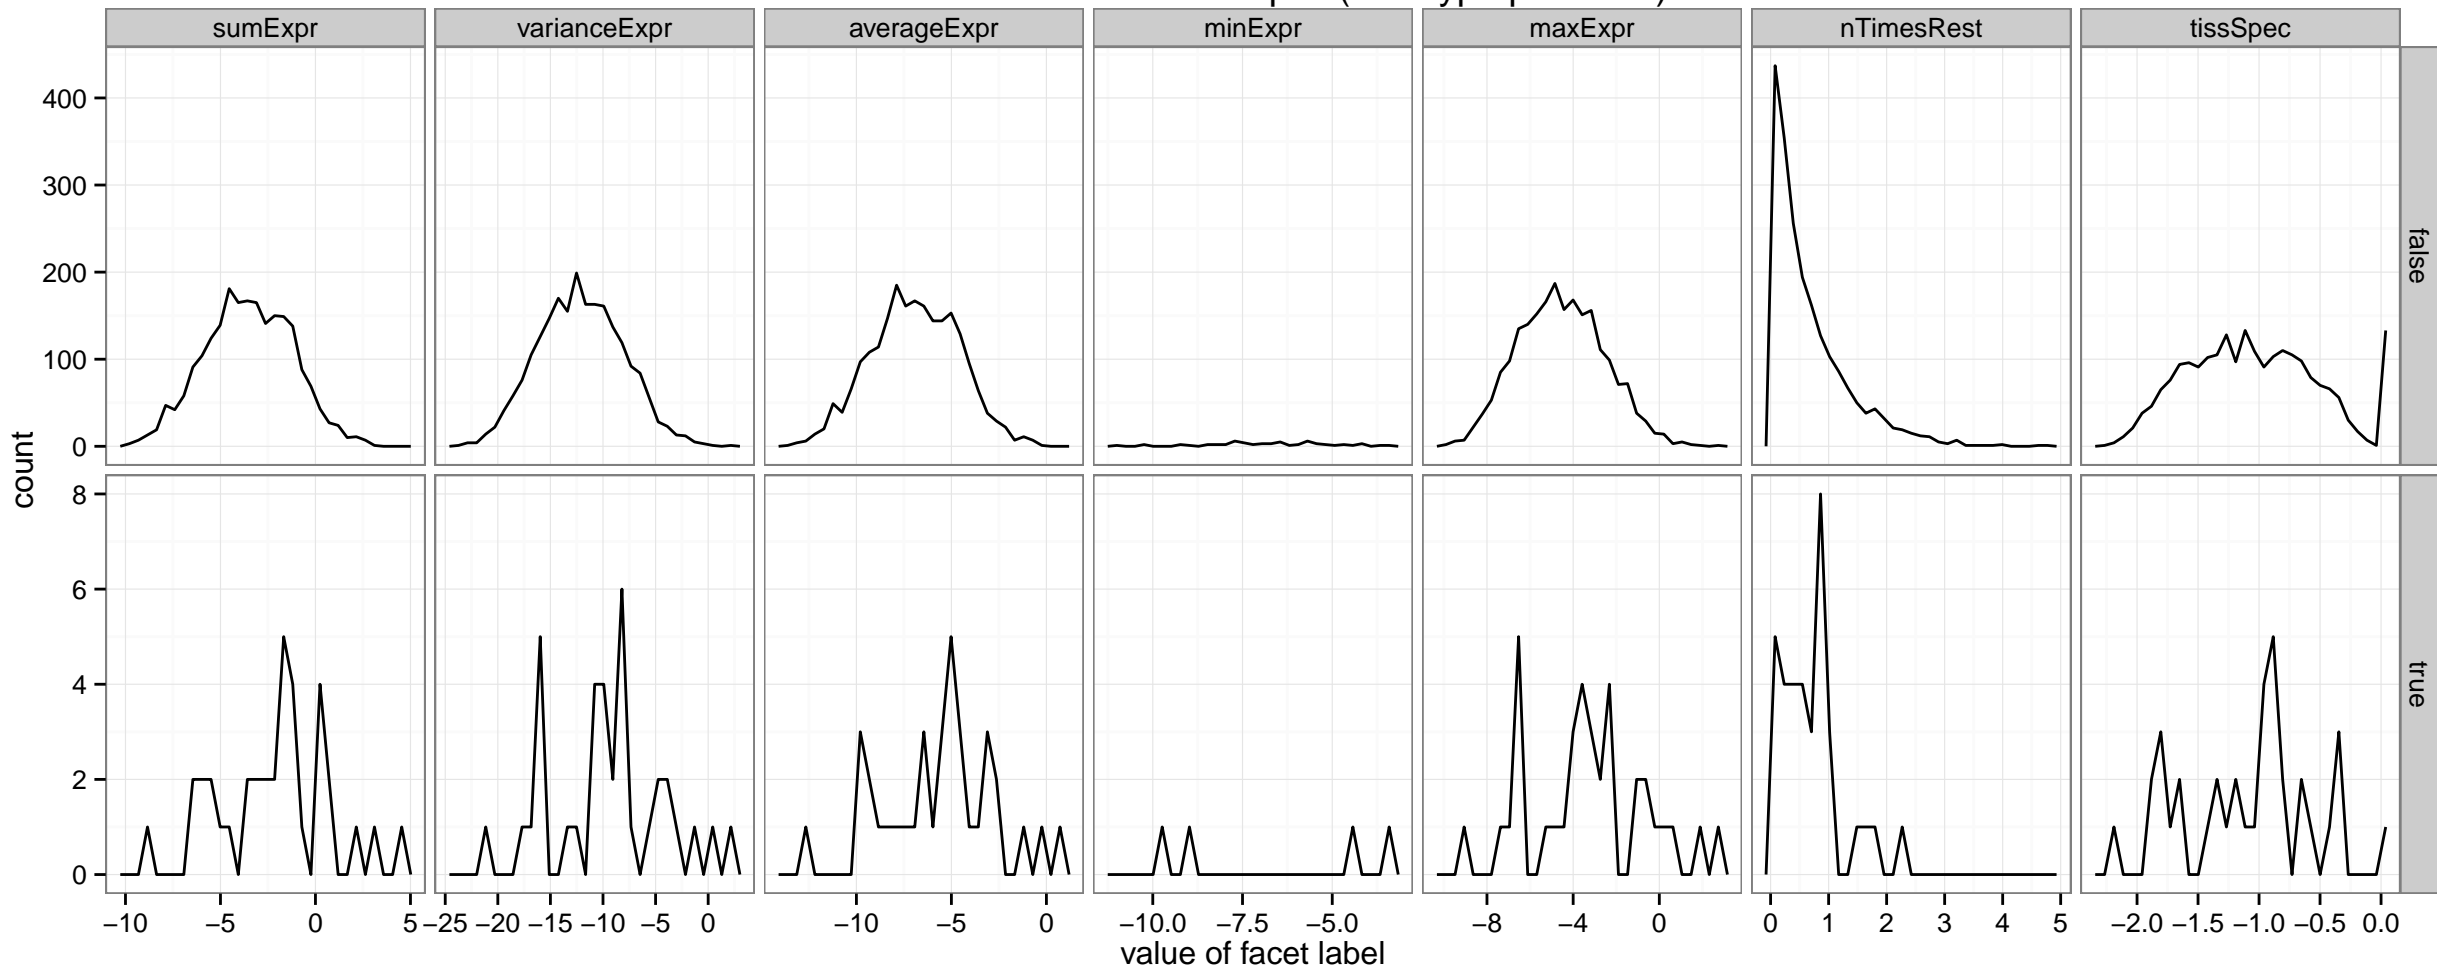 sumExpr varianceExpr averageExpr minExpr maxExpr nTimesRest tissSpec
400
300
200
100
0
false
count
8
6
4
2
0
true
−10 −5 0 5 −25 −20 −15 −10 −5 0 −10 −5 0 −10.0 −7.5 −5.0 −8 −4 0 0 1 2 3 4 5 −2.0 −1.5 −1.0 −0.5 0.0
value of facet label